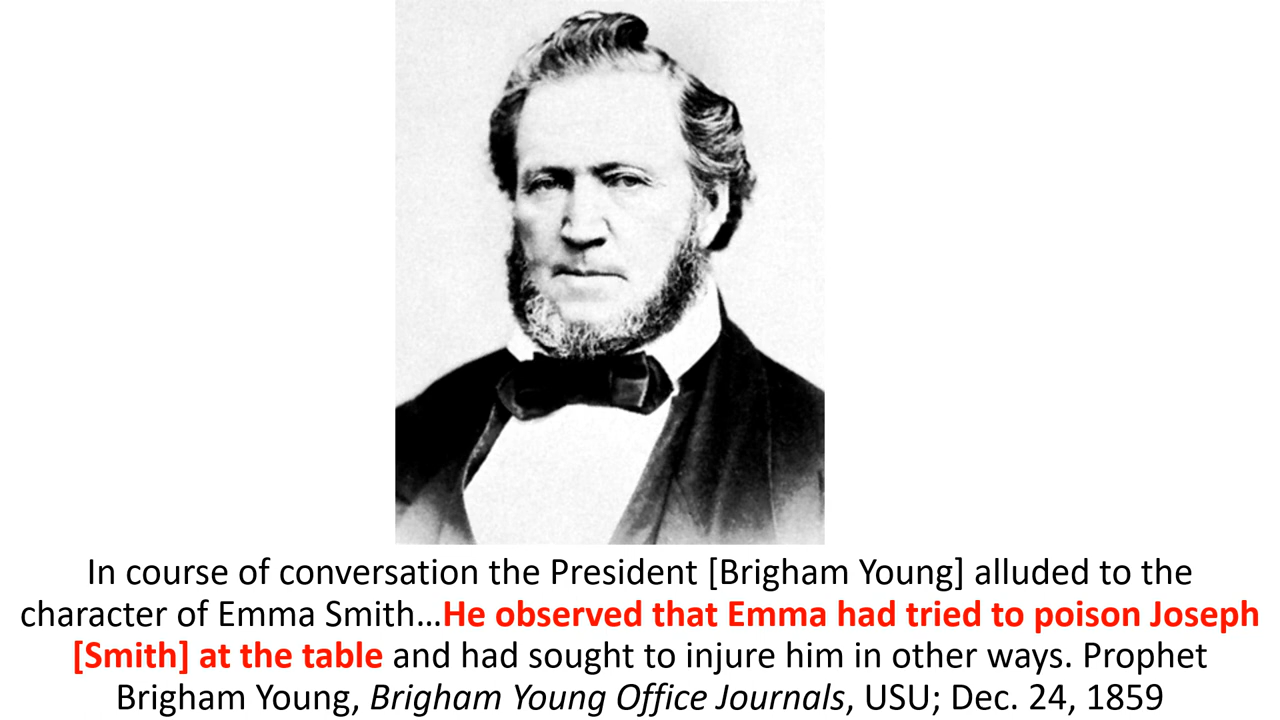 In course of conversation the President [Brigham Young] alluded to the
character of Emma Smith…He observed that Emma had tried to poison Joseph
[Smith] at the table and had sought to injure him in other ways. Prophet
Brigham Young, Brigham Young Office Journals, USU; Dec. 24, 1859